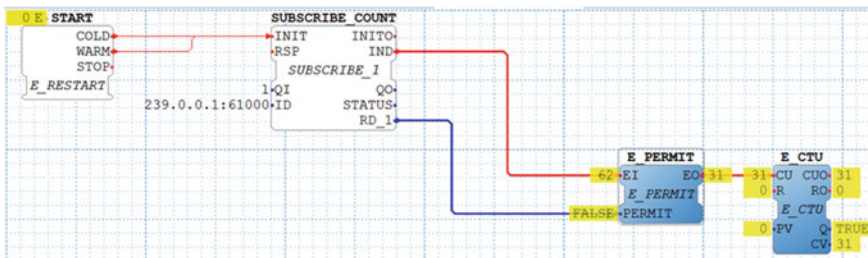 0 E START
COLD
WARM
STOP
E_RESTART
SUBSCRIBE_COUNT
INIT INITO
RSP IND
SUBSCRIBE_1
1 QI QO
239.0.0.1:61000 ID STATUS
RD_1
E_PERMIT
62 EI EO 31
E_PERMIT
FALSE PERMIT
E_CTU
31 CU CUO 31
0 R RO 0
E_CTU
0 PV Q TRUE
CV 31